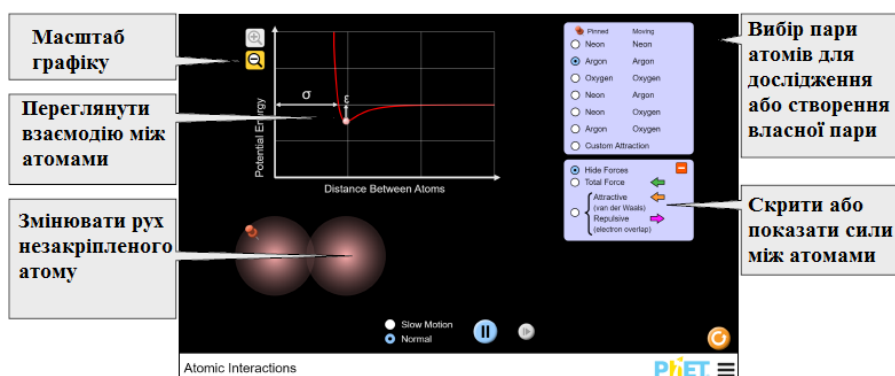 Масштаб
графіку
Переглянути
взаємодію між
атомами
Змінювати рух
незакріпленого
атому
Potential Energy
σ
ε
Distance Between Atoms
Pinned Moving
Neon Neon
Argon Argon
Oxygen Oxygen
Neon Argon
Neon Oxygen
Argon Oxygen
Custom Attraction
Hide Forces
Total Force
Attractive
(van der Waals)
Repulsive
(electron overlap)
Вибір пари
атомів для
дослідження
або створення
власної пари
Скрити або
показати сили
між атомами
Slow Motion
Normal
Atomic Interactions
PhET